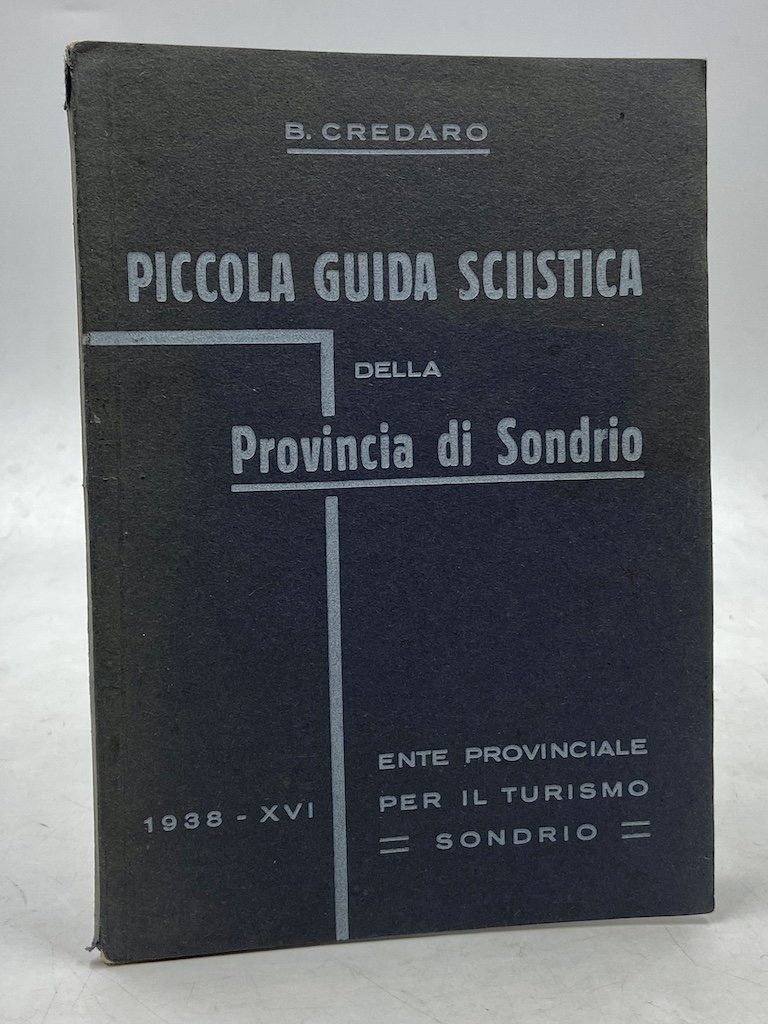 B. CREDARO
PICCOLA GUIDA SCIISTICA
DELLA
Provincia di Sondrio
1938 - XVI
ENTE PROVINCIALE
PER IL TURISMO
SONDRIO